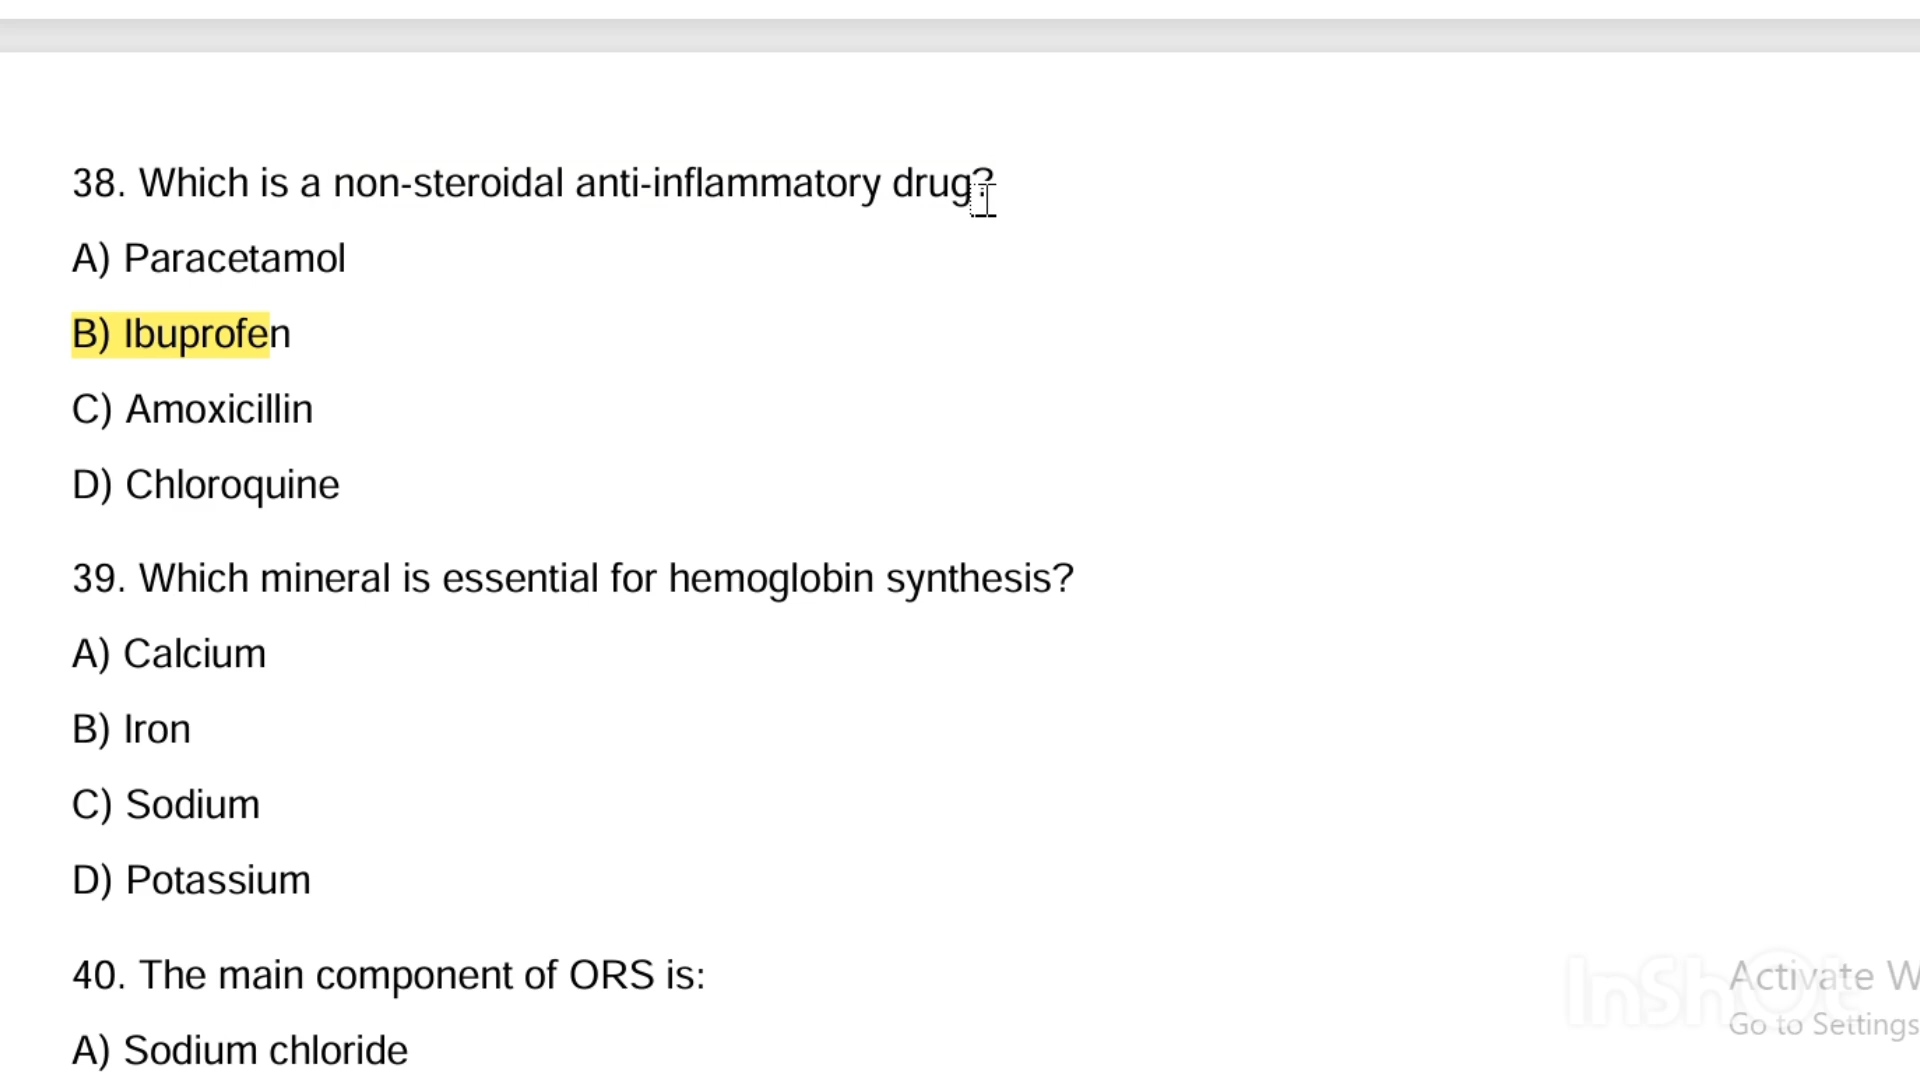 38. Which is a non-steroidal anti-inflammatory drug?
A) Paracetamol
B) Ibuprofen
C) Amoxicillin
D) Chloroquine
39. Which mineral is essential for hemoglobin synthesis?
A) Calcium
B) Iron
C) Sodium
D) Potassium
40. The main component of ORS is:
InShOt
Activate W
Go to Settings
A) Sodium chloride